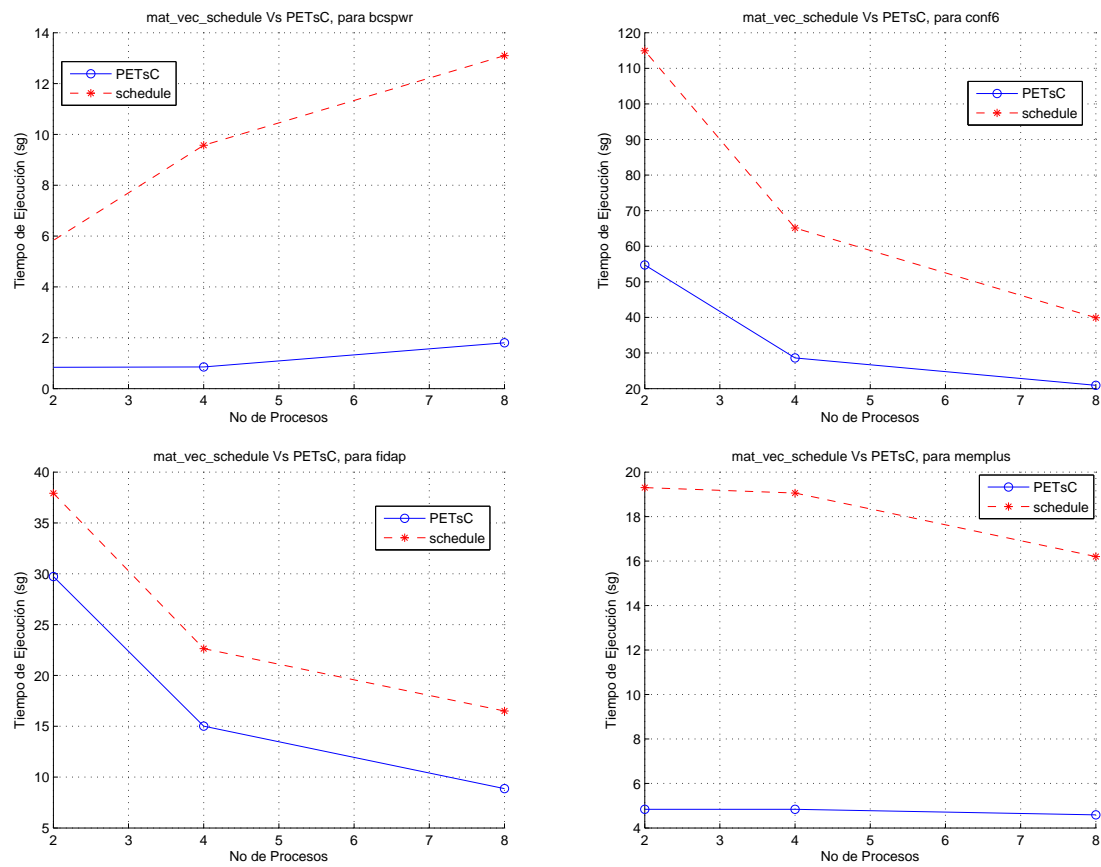 mat_vec_schedule Vs PETsC, para bcspwr
14
12
10
8
6
4
2
0
Tiempo de Ejecución (sg)
PETsC
schedule
2 3 4 5 6 7 8
No de Procesos
mat_vec_schedule Vs PETsC, para conf6
120
110
100
90
80
70
60
50
40
30
20
Tiempo de Ejecución (sg)
PETsC
schedule
2 3 4 5 6 7 8
No de Procesos
mat_vec_schedule Vs PETsC, para fidap
40
35
30
25
20
15
10
5
Tiempo de Ejecución (sg)
PETsC
schedule
2 3 4 5 6 7 8
No de Procesos
mat_vec_schedule Vs PETsC, para memplus
20
18
16
14
12
10
8
6
4
Tiempo de Ejecución (sg)
PETsC
schedule
2 3 4 5 6 7 8
No de Procesos